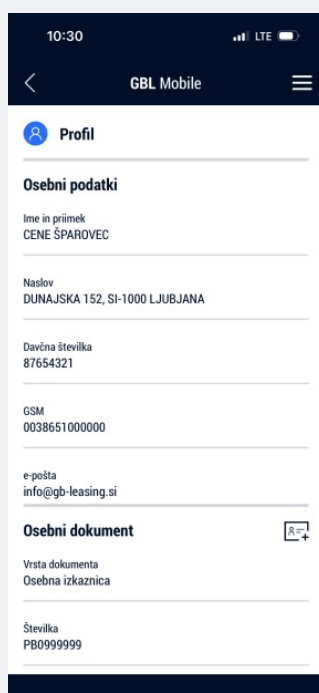 10:30
LTE
GBL Mobile
Profil
Osebni podatki
Ime in priimek
CENE ŠPAROVEC
Naslov
DUNAJSKA 152, SI-1000 LJUBLJANA
Davčna številka
87654321
GSM
0038651000000
e-pošta
info@gb-leasing.si
Osebni dokument
Vrsta dokumenta
Osebna izkaznica
Številka
PB0999999